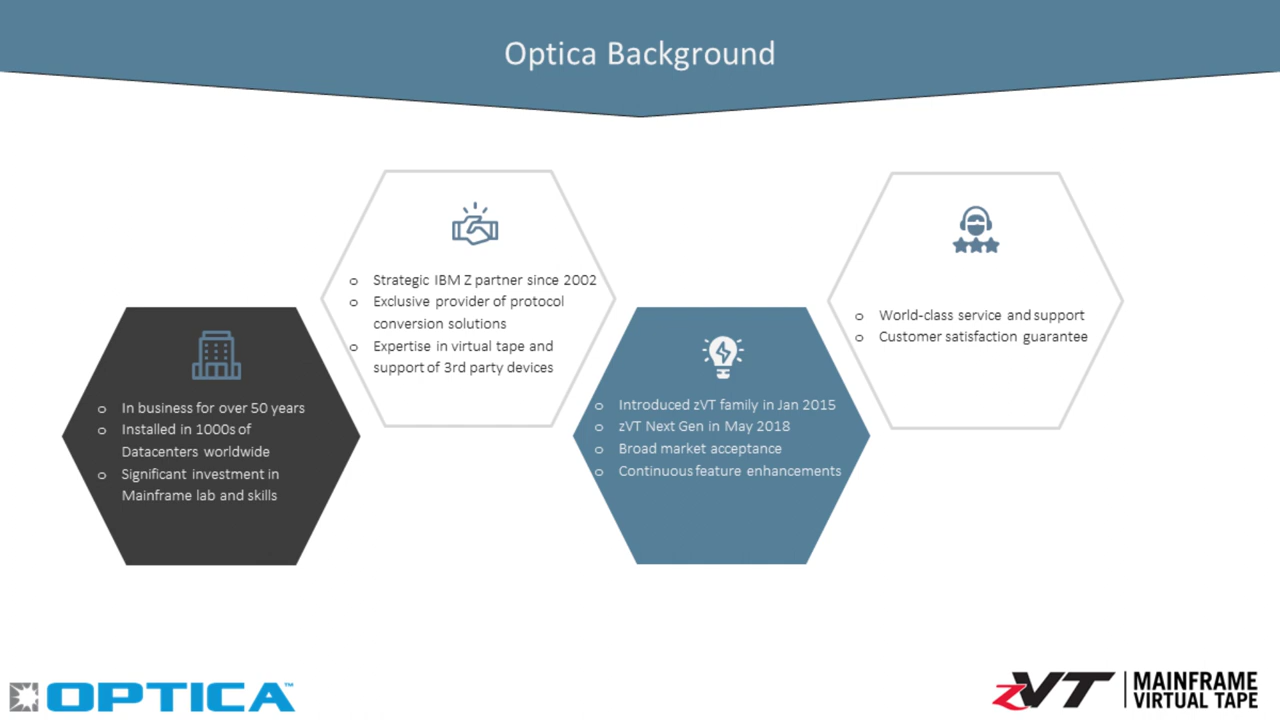 Optica Background
o In business for over 50 years
o Installed in 1000s of
Datacenters worldwide
o Significant investment in
Mainframe lab and skills
o Strategic IBM Z partner since 2002
o Exclusive provider of protocol
conversion solutions
o Expertise in virtual tape and
support of 3rd party devices
o Introduced zVT family in Jan 2015
o zVT Next Gen in May 2018
o Broad market acceptance
o Continuous feature enhancements
o World-class service and support
o Customer satisfaction guarantee
OPTICA™
zVT | MAINFRAME
VIRTUAL TAPE